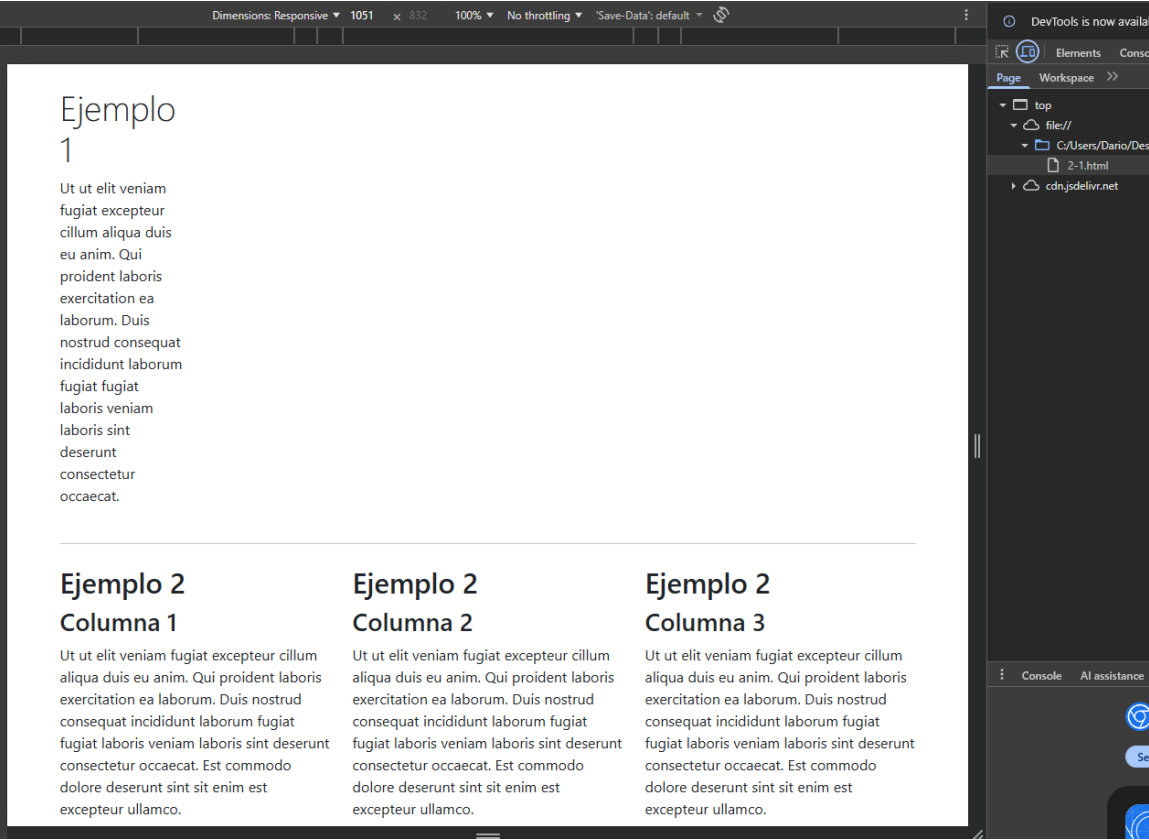 Dimensions: Responsive ▼ 1051 × 832 100% ▼ No throttling ▼ 'Save-Data': default
DevTools is now availa
Elements Conso
Page Workspace
top
file://
C:/Users/Dario/Des
2-1.html
cdn.jsdelivr.net
Ejemplo
1
Ut ut elit veniam
fugiat excepteur
cillum aliqua duis
eu anim. Qui
proident laboris
exercitation ea
laborum. Duis
nostrud consequat
incididunt laborum
fugiat fugiat
laboris veniam
laboris sint
deserunt
consectetur
occaecat.
Ejemplo 2
Columna 1
Ut ut elit veniam fugiat excepteur cillum
aliqua duis eu anim. Qui proident laboris
exercitation ea laborum. Duis nostrud
consequat incididunt laborum fugiat
fugiat laboris veniam laboris sint deserunt
consectetur occaecat. Est commodo
dolore deserunt sint sit enim est
excepteur ullamco.
Ejemplo 2
Columna 2
Ut ut elit veniam fugiat excepteur cillum
aliqua duis eu anim. Qui proident laboris
exercitation ea laborum. Duis nostrud
consequat incididunt laborum fugiat
fugiat laboris veniam laboris sint deserunt
consectetur occaecat. Est commodo
dolore deserunt sint sit enim est
excepteur ullamco.
Ejemplo 2
Columna 3
Ut ut elit veniam fugiat excepteur cillum
aliqua duis eu anim. Qui proident laboris
exercitation ea laborum. Duis nostrud
consequat incididunt laborum fugiat
fugiat laboris veniam laboris sint deserunt
consectetur occaecat. Est commodo
dolore deserunt sint sit enim est
excepteur ullamco.
Console AI assistance
Se